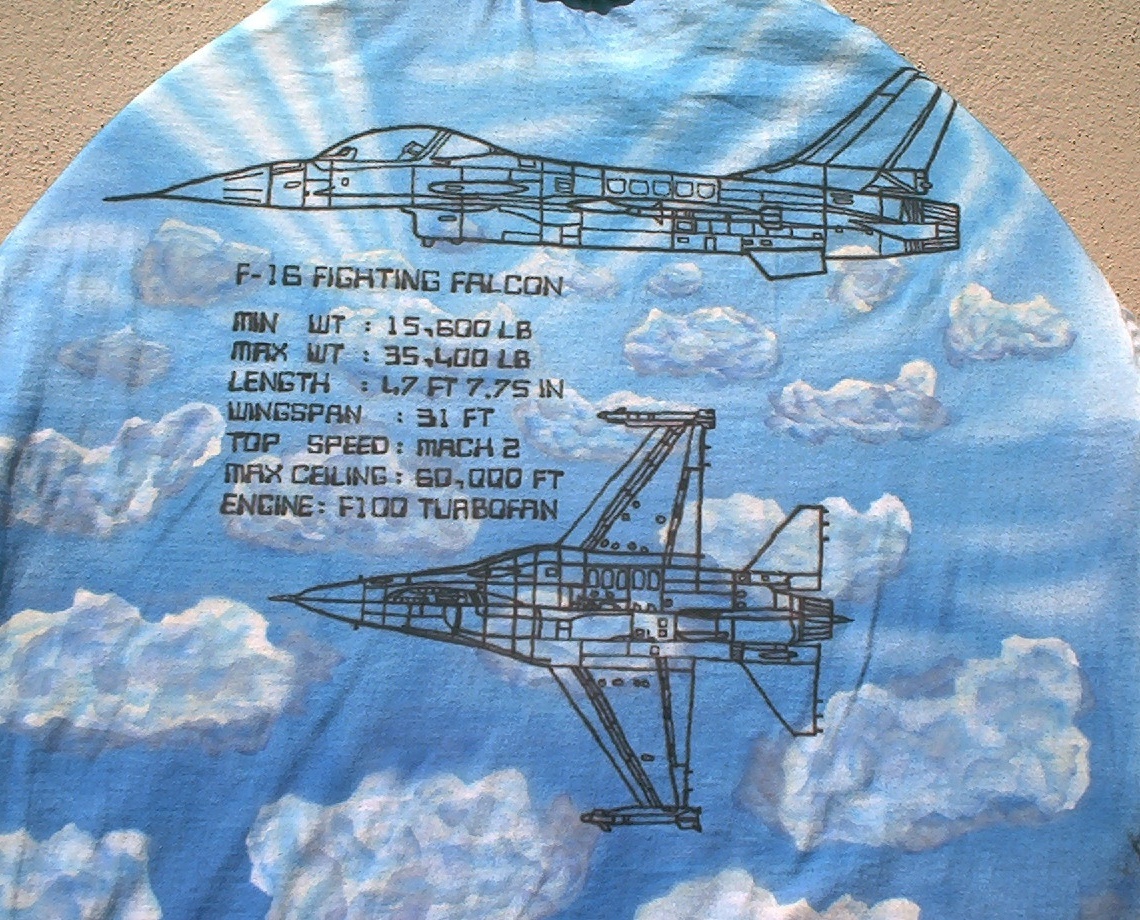 F-16 FIGHTING FALCON
MIN WT : 15,600 LB
MAX WT : 35,400 LB
LENGTH : 47 FT 7.75 IN
WINGSPAN : 31 FT
TOP SPEED : MACH 2
MAX CEILING : 60,000 FT
ENGINE : F100 TURBOFAN